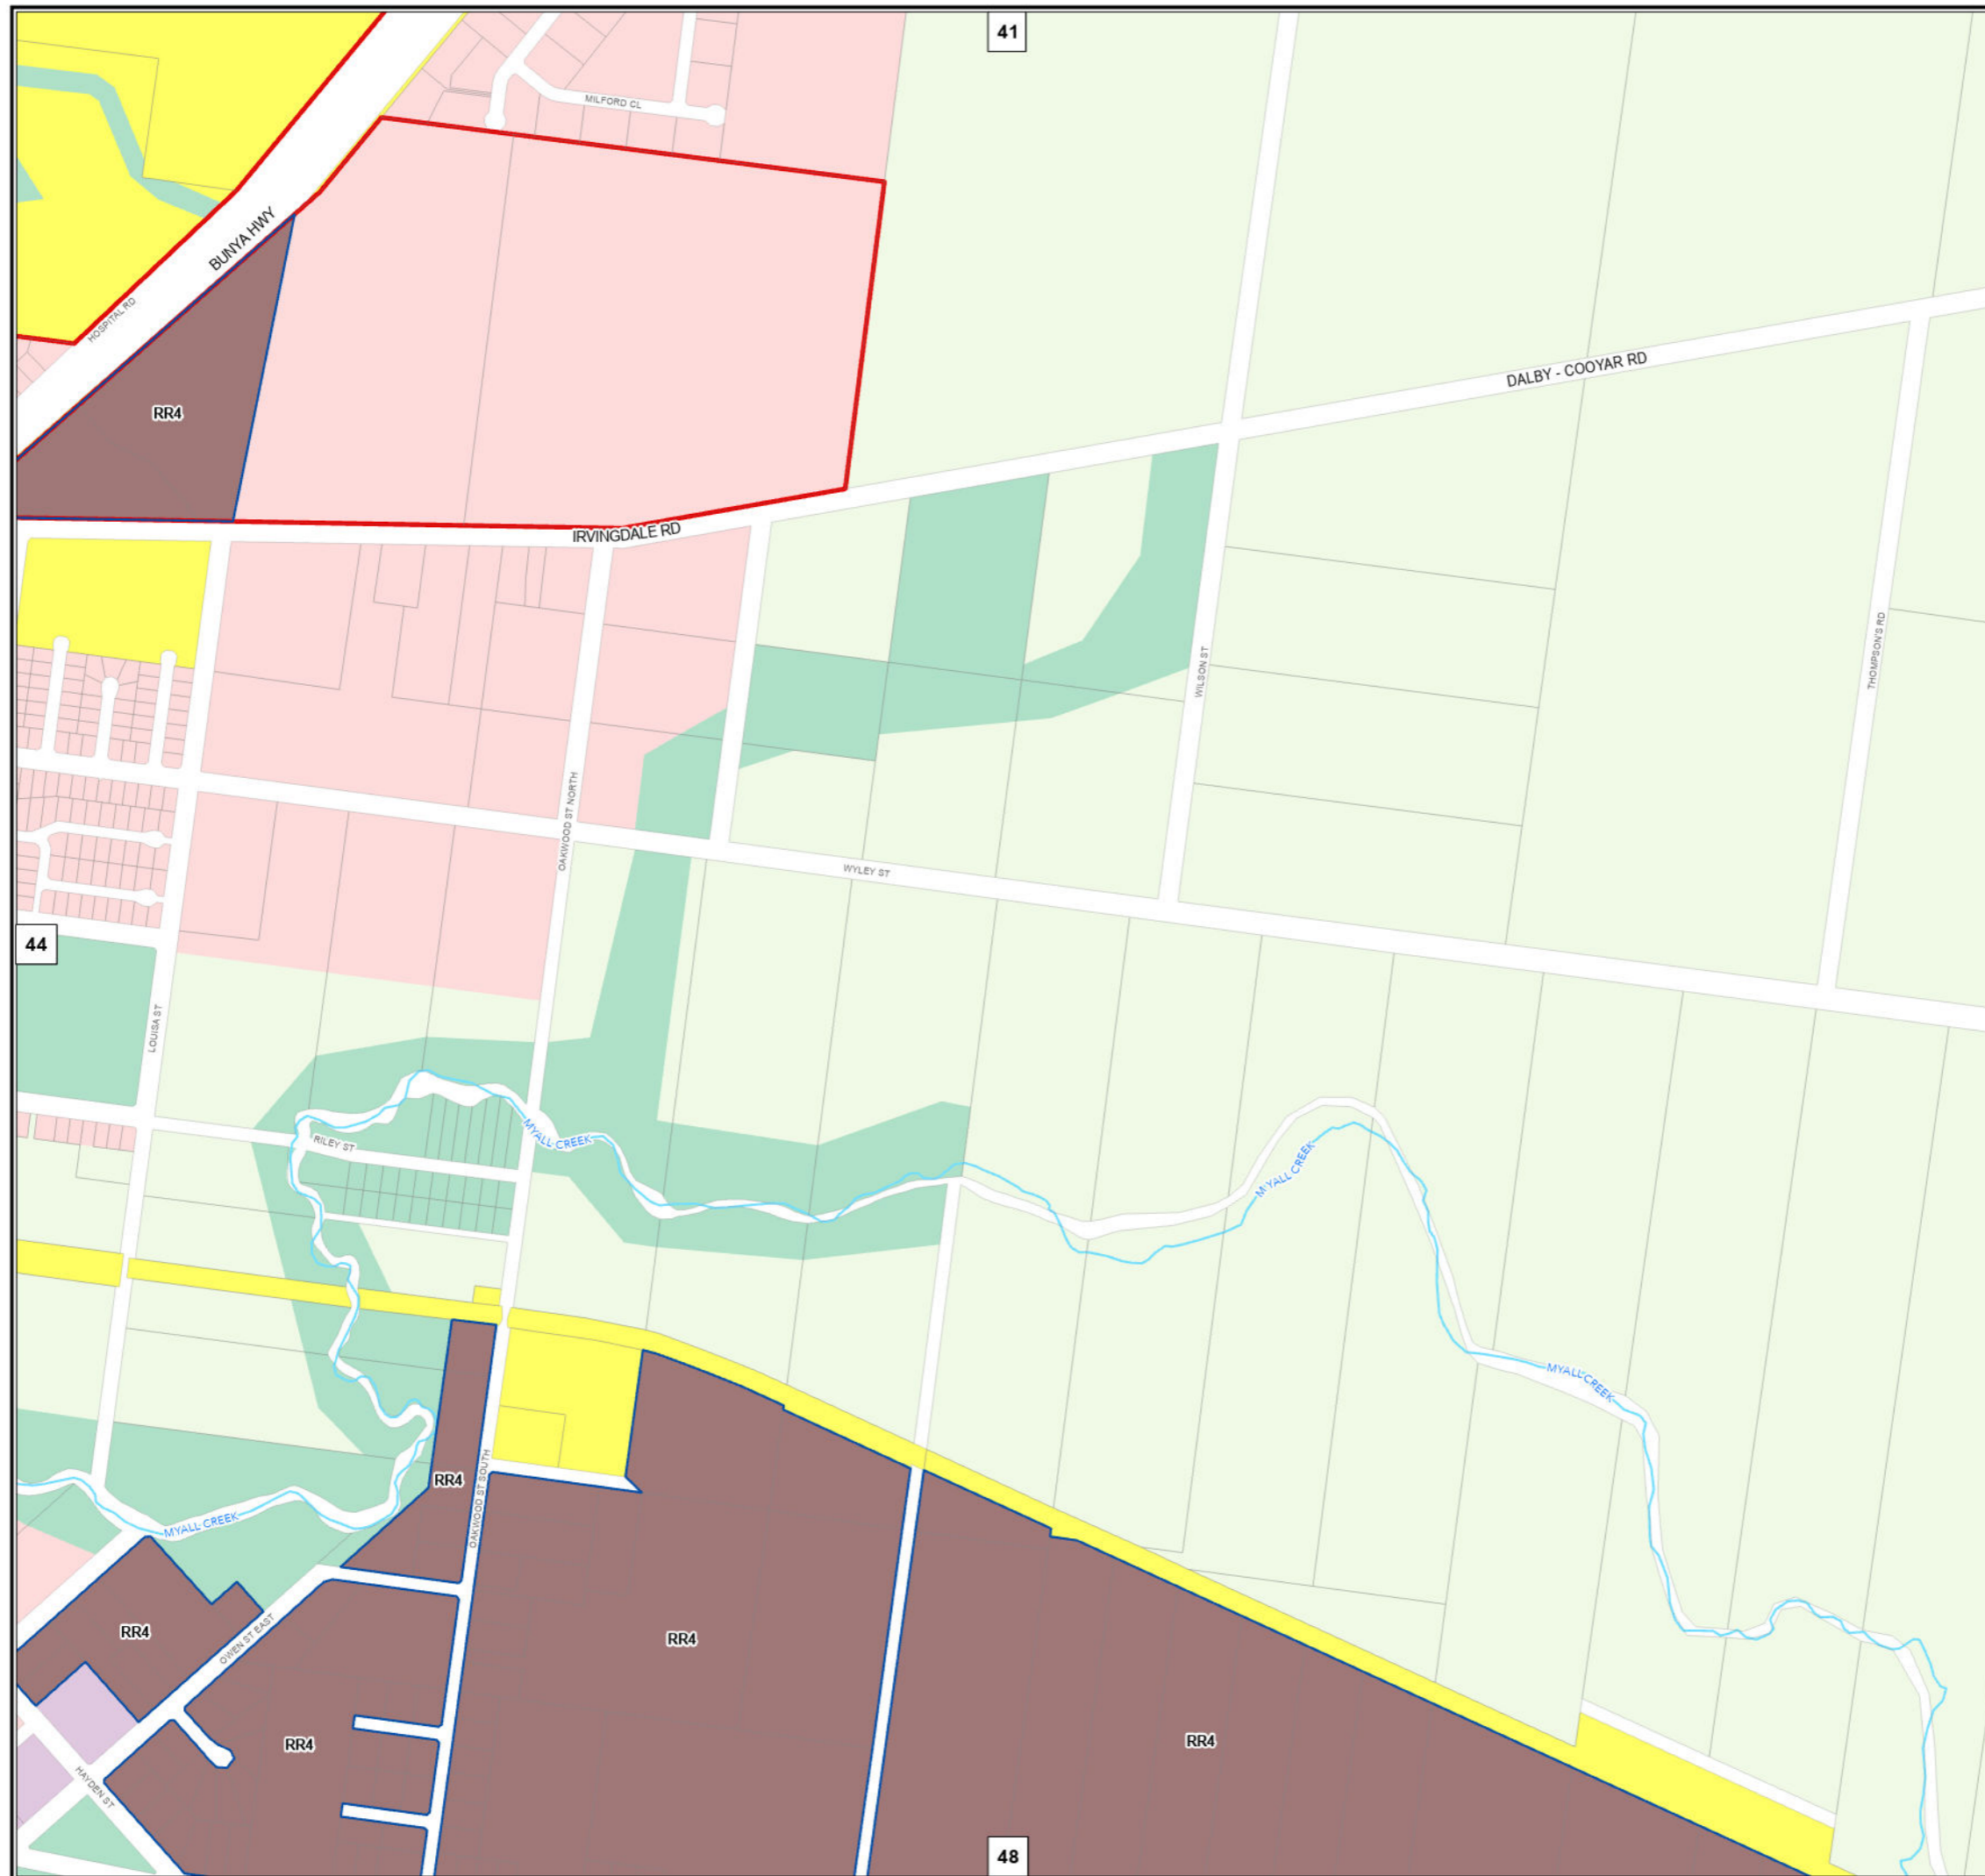 41
MILFORD CL
BUNYA HWY
HOSPITAL RD
DALBY - COOYAR RD
RR4
IRVINGDALE RD
THOMPSON'S RD
WILSON ST
OAKWOOD ST NORTH
WYLEY ST
44
LOUISA ST
MYALL CREEK
RILEY ST
MYALL CREEK
MYALL CREEK
RR4
OAKWOOD ST SOUTH
MYALL CREEK
RR4
OWEN ST EAST
RR4
RR4
RR4
HAYDEN ST
48